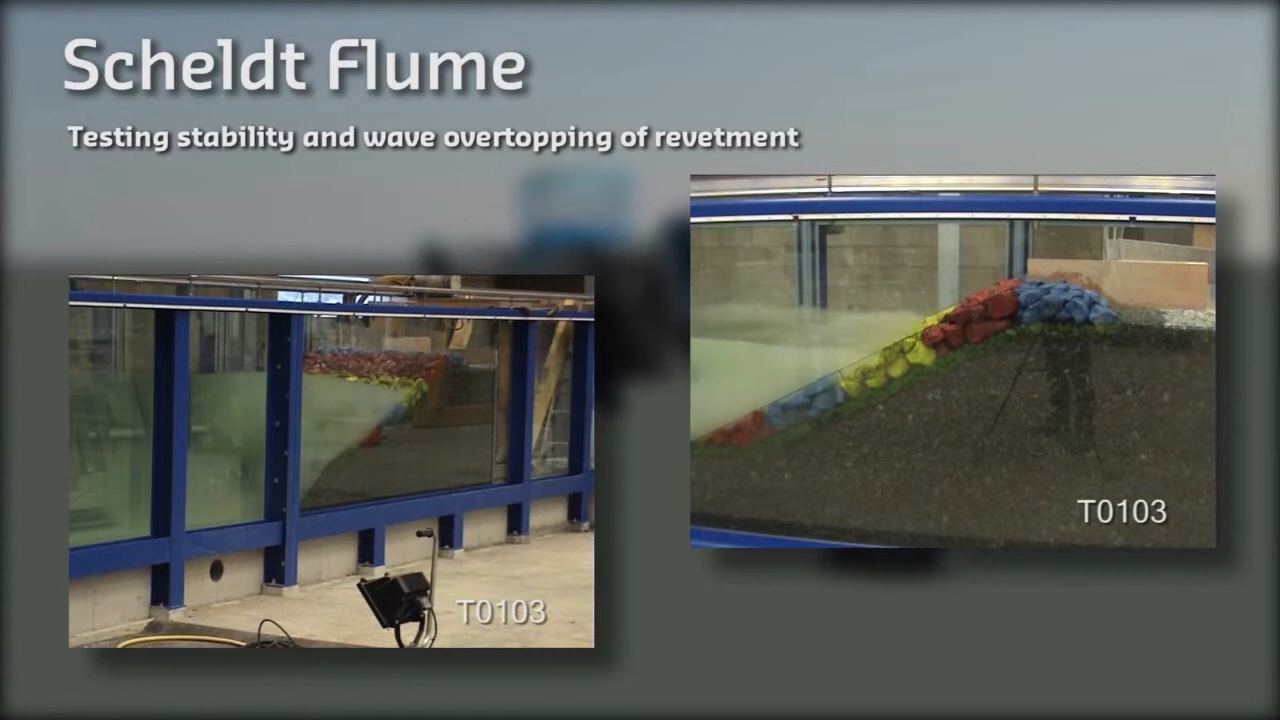 Scheldt Flume
Testing stability and wave overtopping of revetment
T0103
T0103